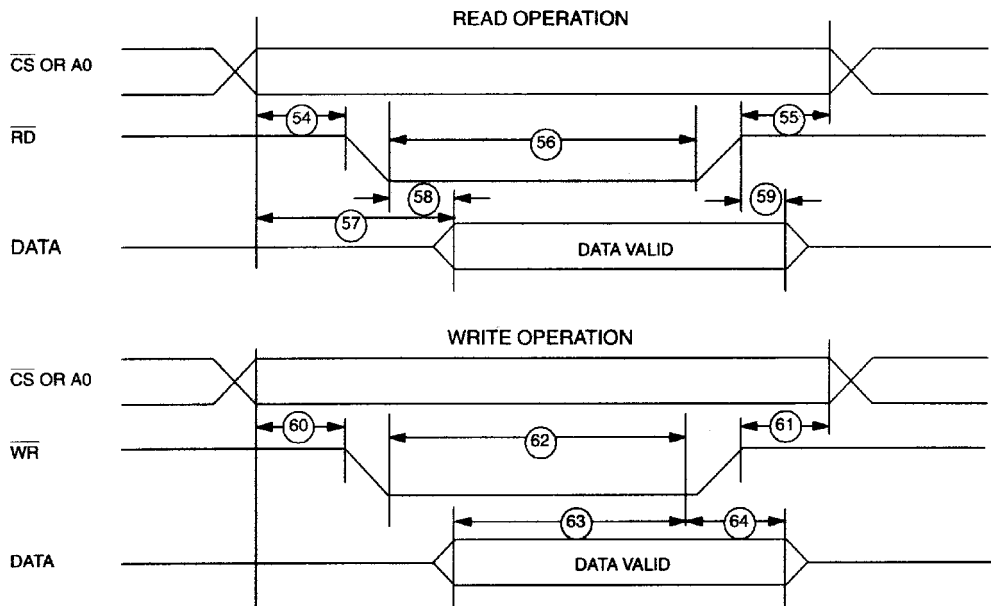 READ OPERATION
CS OR A0
54
55
RD
56
58
59
57
DATA
DATA VALID
WRITE OPERATION
CS OR A0
60
61
WR
62
63
64
DATA
DATA VALID